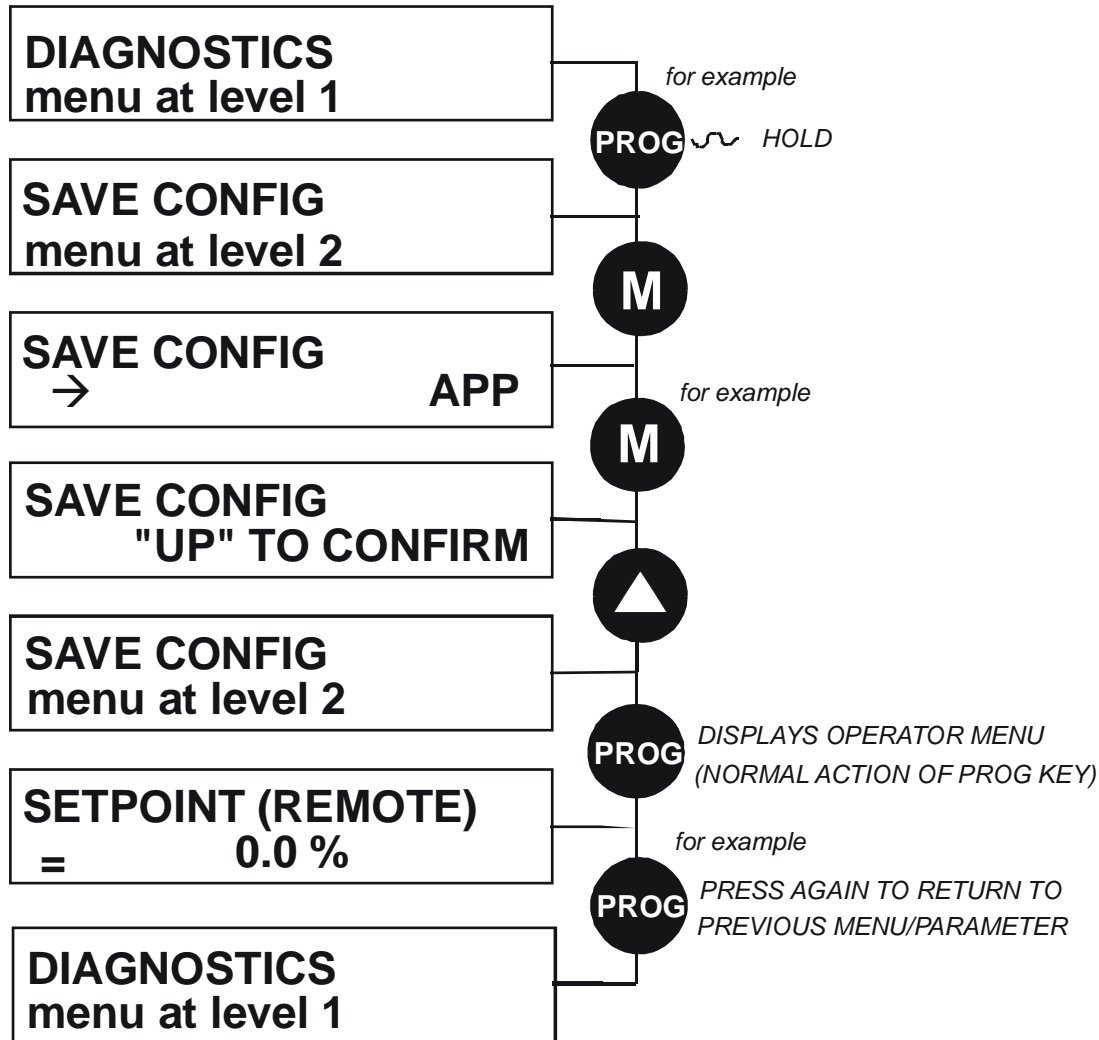 DIAGNOSTICS
menu at level 1
for example
PROG
HOLD
SAVE CONFIG
menu at level 2
M
SAVE CONFIG
→ APP
for example
M
SAVE CONFIG
"UP" TO CONFIRM
SAVE CONFIG
menu at level 2
PROG
DISPLAYS OPERATOR MENU
(NORMAL ACTION OF PROG KEY)
SETPOINT (REMOTE)
= 0.0 %
for example
PROG
PRESS AGAIN TO RETURN TO
PREVIOUS MENU/PARAMETER
DIAGNOSTICS
menu at level 1